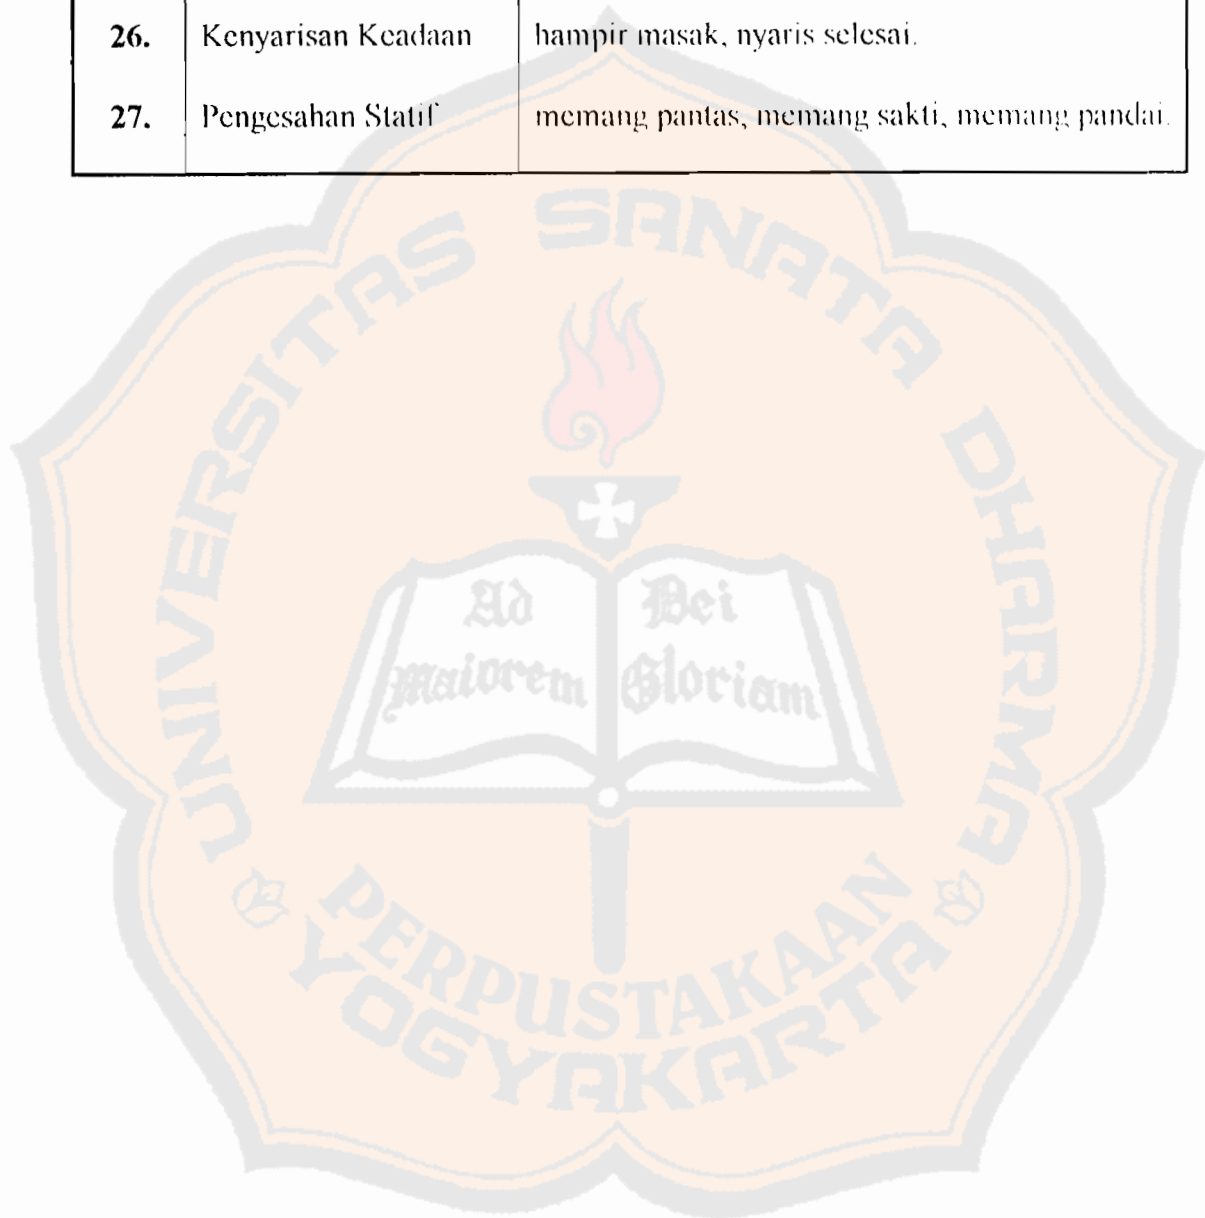 26. Kenyarisan Keadaan hampir masak, nyaris selesai.
27. Pengesahan Statif memang pantas, memang sakti, memang pandai.
UNIVERSITAS SANATA DHARMA
Ad Dei
Maiorem Gloriam
PERPUSTAKAAN
YOGYAKARTA